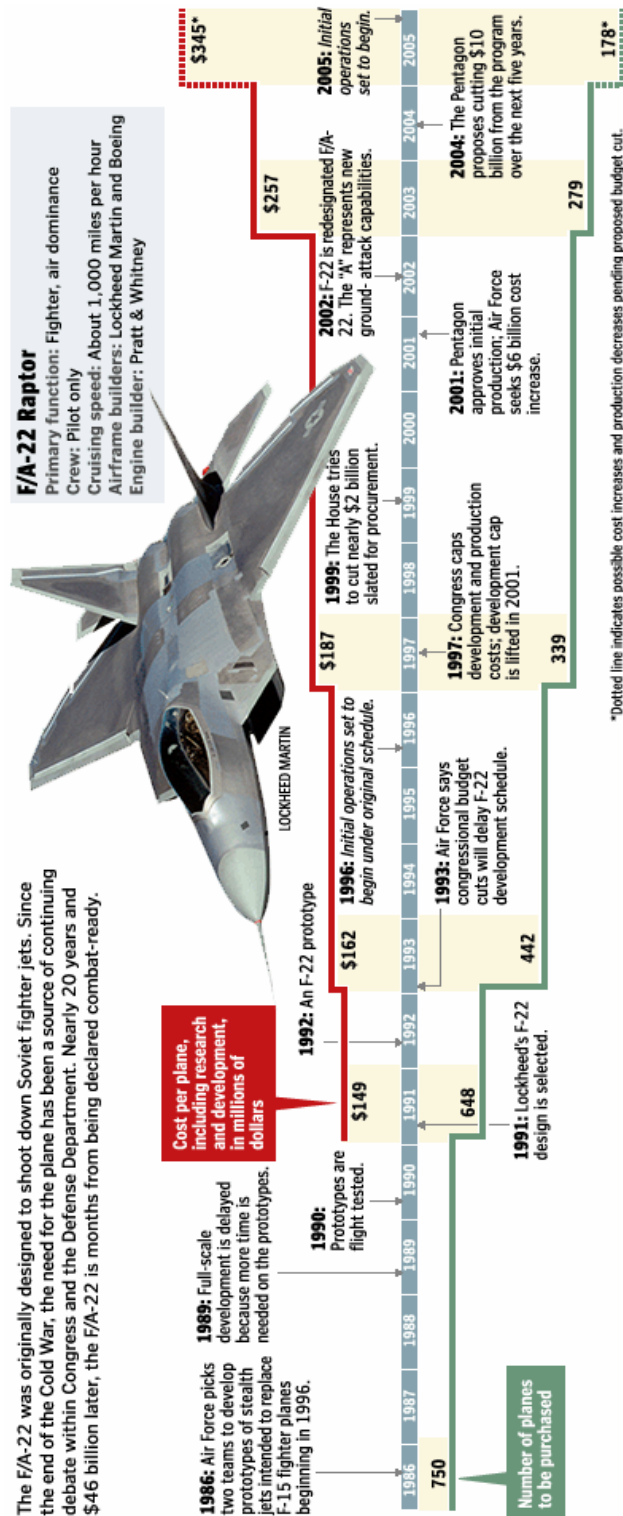 The F/A-22 was originally designed to shoot down Soviet fighter jets. Since
the end of the Cold War, the need for the plane has been a source of continuing
debate within Congress and the Defense Department. Nearly 20 years and
$46 billion later, the F/A-22 is months from being declared combat-ready.
F/A-22 Raptor
Primary function: Fighter, air dominance
Crew: Pilot only
Cruising speed: About 1,000 miles per hour
Airframe builders: Lockheed Martin and Boeing
Engine builder: Pratt & Whitney
LOCKHEED MARTIN
Cost per plane,
including research
and development,
in millions of
dollars
$149
$162
$187
$257
$345*
1986: Air Force picks
two teams to develop
prototypes of stealth
jets intended to replace
F-15 fighter planes
beginning in 1996.
1989: Full-scale
development is delayed
because more time is
needed on the prototypes.
1990:
Prototypes are
flight tested.
1992: An F-22 prototype
1996: Initial operations set to
begin under original schedule.
1999: The House tries
to cut nearly $2 billion
slated for procurement.
2002: F-22 is redesignated F/A-
22. The "A" represents new
ground- attack capabilities.
2005: Initial
operations
set to begin.
1986
1987
1988
1989
1990
1991
1992
1993
1994
1995
1996
1997
1998
1999
2000
2001
2002
2003
2004
2005
1991: Lockheed's F-22
design is selected.
1993: Air Force says
congressional budget
cuts will delay F-22
development schedule.
1997: Congress caps
development and production
costs; development cap
is lifted in 2001.
2001: Pentagon
approves initial
production; Air Force
seeks $6 billion cost
increase.
2004: The Pentagon
proposes cutting $10
billion from the program
over the next five years.
750
648
442
339
279
178*
Number of planes
to be purchased
*Dotted line indicates possible cost increases and production decreases pending proposed budget cut.